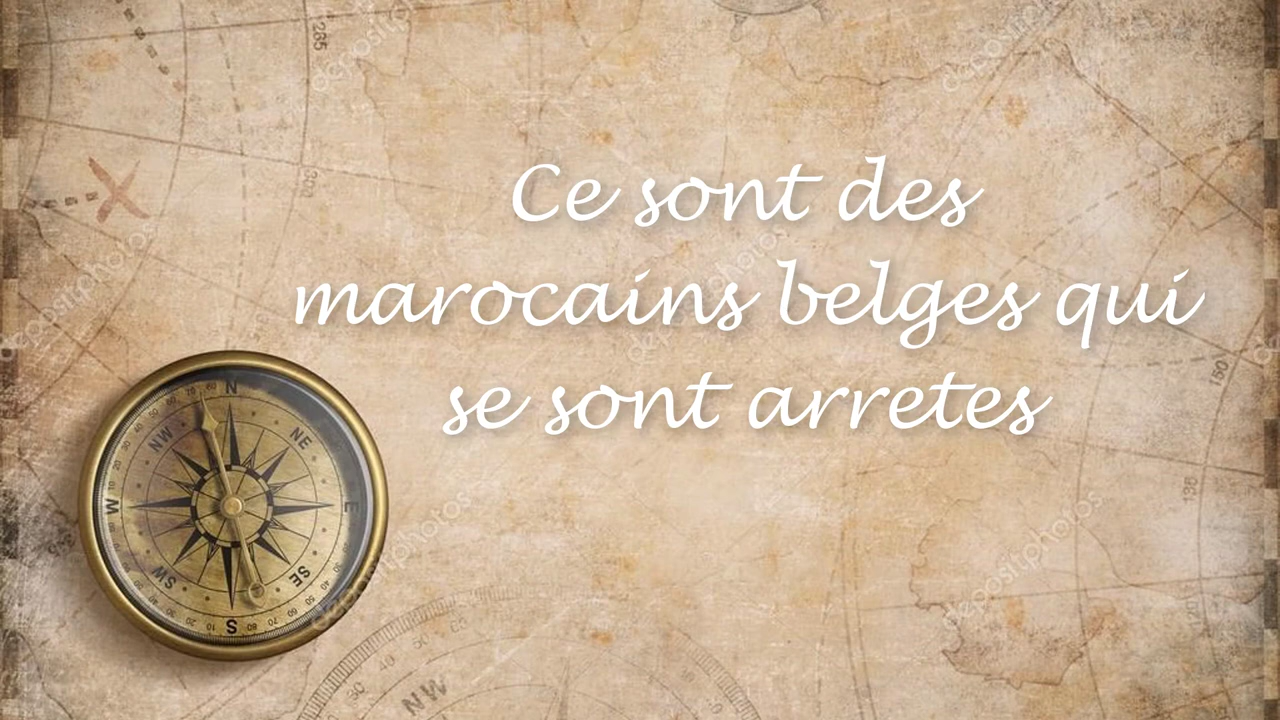 Ce sont des
marocains belges qui
se sont arretes